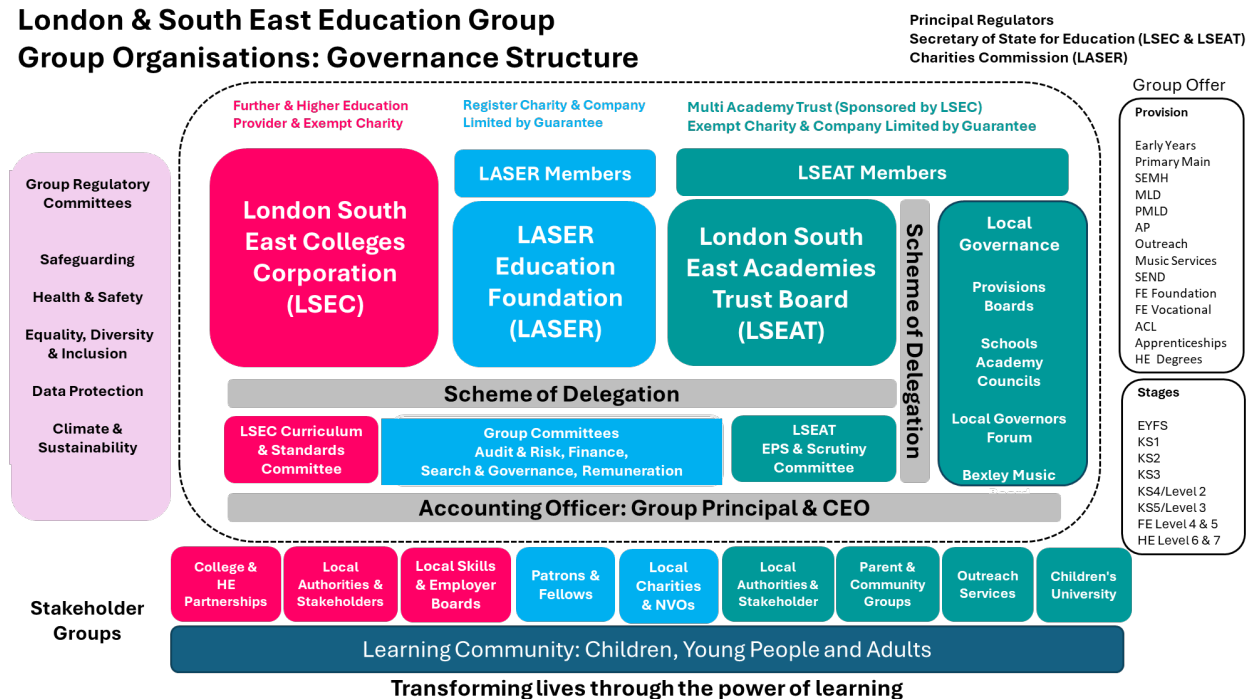 London & South East Education Group
Group Organisations: Governance Structure
Principal Regulators
Secretary of State for Education (LSEC & LSEAT)
Charities Commission (LASER)
Group Offer
Further & Higher Education
Provider & Exempt Charity
Register Charity & Company
Limited by Guarantee
Multi Academy Trust (Sponsored by LSEC)
Exempt Charity & Company Limited by Guarantee
Group Regulatory
Committees
Safeguarding
Health & Safety
Equality, Diversity
& Inclusion
Data Protection
Climate &
Sustainability
London South
East Colleges
Corporation
(LSEC)
LASER Members
LASER
Education
Foundation
(LASER)
LSEAT Members
London South
East Academies
Trust Board
(LSEAT)
Scheme of Delegation
Local
Governance
Provisions
Boards
Schools
Academy
Councils
Local Governors
Forum
Bexley Music
Scheme of Delegation
LSEC Curriculum
& Standards
Committee
Group Committees
Audit & Risk, Finance,
Search & Governance, Remuneration
LSEAT
EPS & Scrutiny
Committee
Accounting Officer: Group Principal & CEO
Provision
Early Years
Primary Main
SEMH
MLD
PMLD
AP
Outreach
Music Services
SEND
FE Foundation
FE Vocational
ACL
Apprenticeships
HE Degrees
Stages
EYFS
KS1
KS2
KS3
KS4/Level 2
KS5/Level 3
FE Level 4 & 5
HE Level 6 & 7
Stakeholder
Groups
College &
HE
Partnerships
Local
Authorities &
Stakeholders
Local Skills
& Employer
Boards
Patrons &
Fellows
Local
Charities
& NVOs
Local
Authorities &
Stakeholder
Parent &
Community
Groups
Outreach
Services
Children's
University
Learning Community: Children, Young People and Adults
Transforming lives through the power of learning